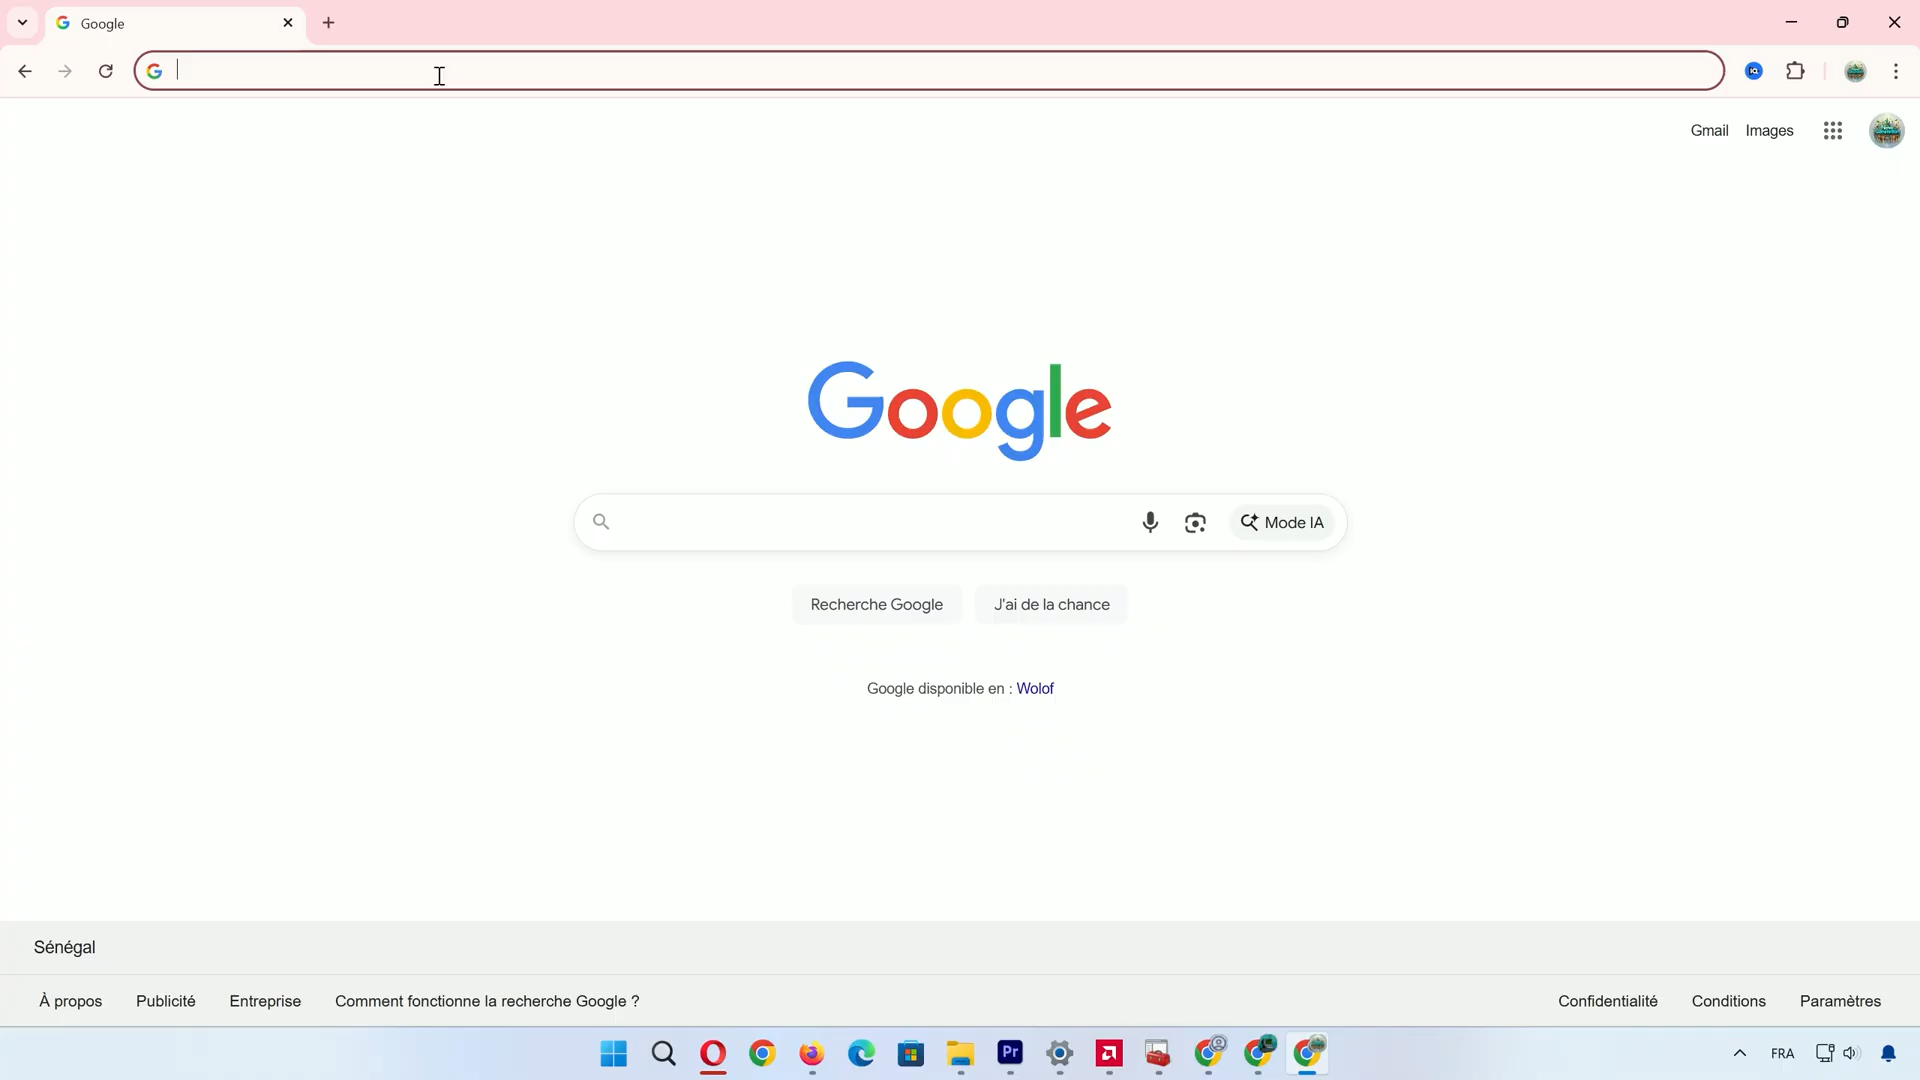 Google
Gmail Images
Google
Mode IA
Recherche Google J'ai de la chance
Google disponible en : Wolof
Sénégal
À propos Publicité Entreprise Comment fonctionne la recherche Google ? Confidentialité Conditions Paramètres
Pr
FRA